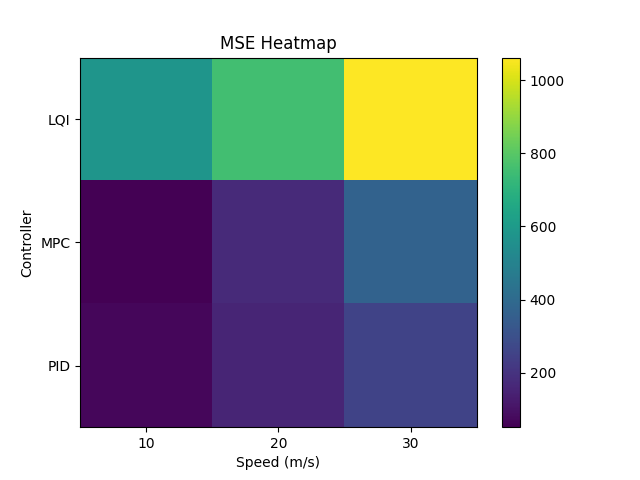 MSE Heatmap
LQI
MPC
PID
Controller
10 20 30
Speed (m/s)
1000
800
600
400
200